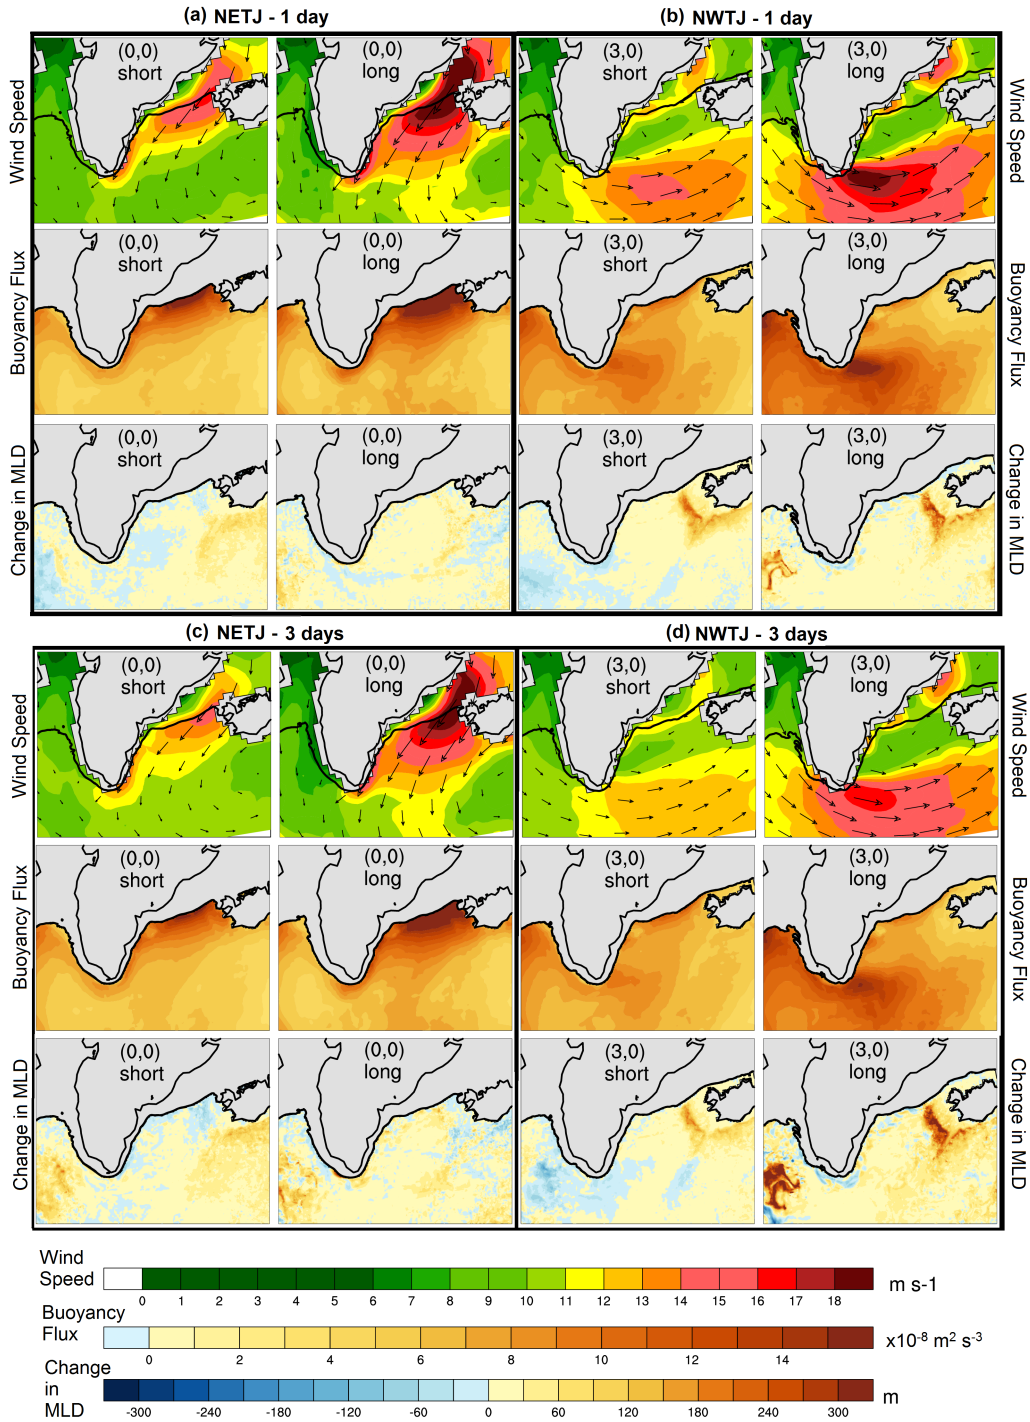 (a) NETJ - 1 day
(b) NWTJ - 1 day
Wind Speed
(0,0)
short
(0,0)
long
(3,0)
short
(3,0)
long
Wind Speed
Buoyancy Flux
(0,0)
short
(0,0)
long
(3,0)
short
(3,0)
long
Buoyancy Flux
Change in MLD
(0,0)
short
(0,0)
long
(3,0)
short
(3,0)
long
Change in MLD
(c) NETJ - 3 days
(d) NWTJ - 3 days
Wind Speed
(0,0)
short
(0,0)
long
(3,0)
short
(3,0)
long
Wind Speed
Buoyancy Flux
(0,0)
short
(0,0)
long
(3,0)
short
(3,0)
long
Buoyancy Flux
Change in MLD
(0,0)
short
(0,0)
long
(3,0)
short
(3,0)
long
Change in MLD
Wind
Speed
m s-1
0 1 2 3 4 5 6 7 8 9 10 11 12 13 14 15 16 17 18
Buoyancy
Flux
x10⁻⁸ m² s⁻³
0 2 4 6 8 10 12 14
Change
in
MLD
m
-300 -240 -180 -120 -60 0 60 120 180 240 300